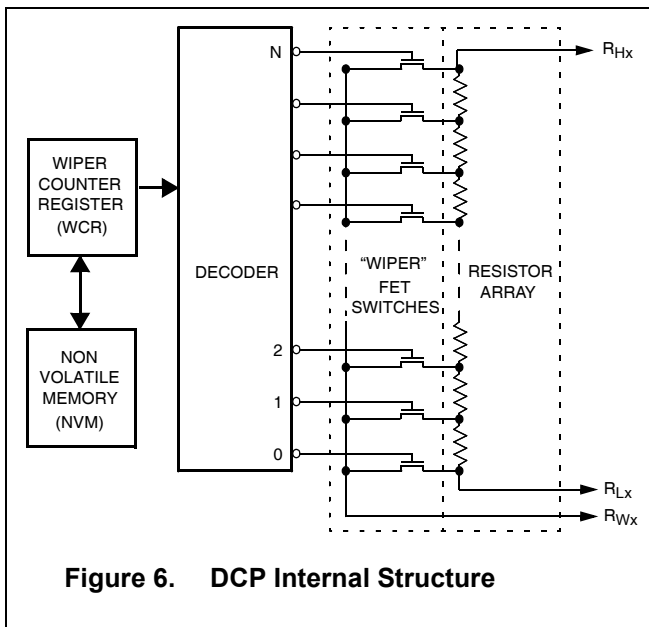 N
R_Hx
WIPER
COUNTER
REGISTER
(WCR)
DECODER
"WIPER"
FET
SWITCHES
RESISTOR
ARRAY
NON
VOLATILE
MEMORY
(NVM)
2
1
0
R_Lx
R_Wx
Figure 6. DCP Internal Structure